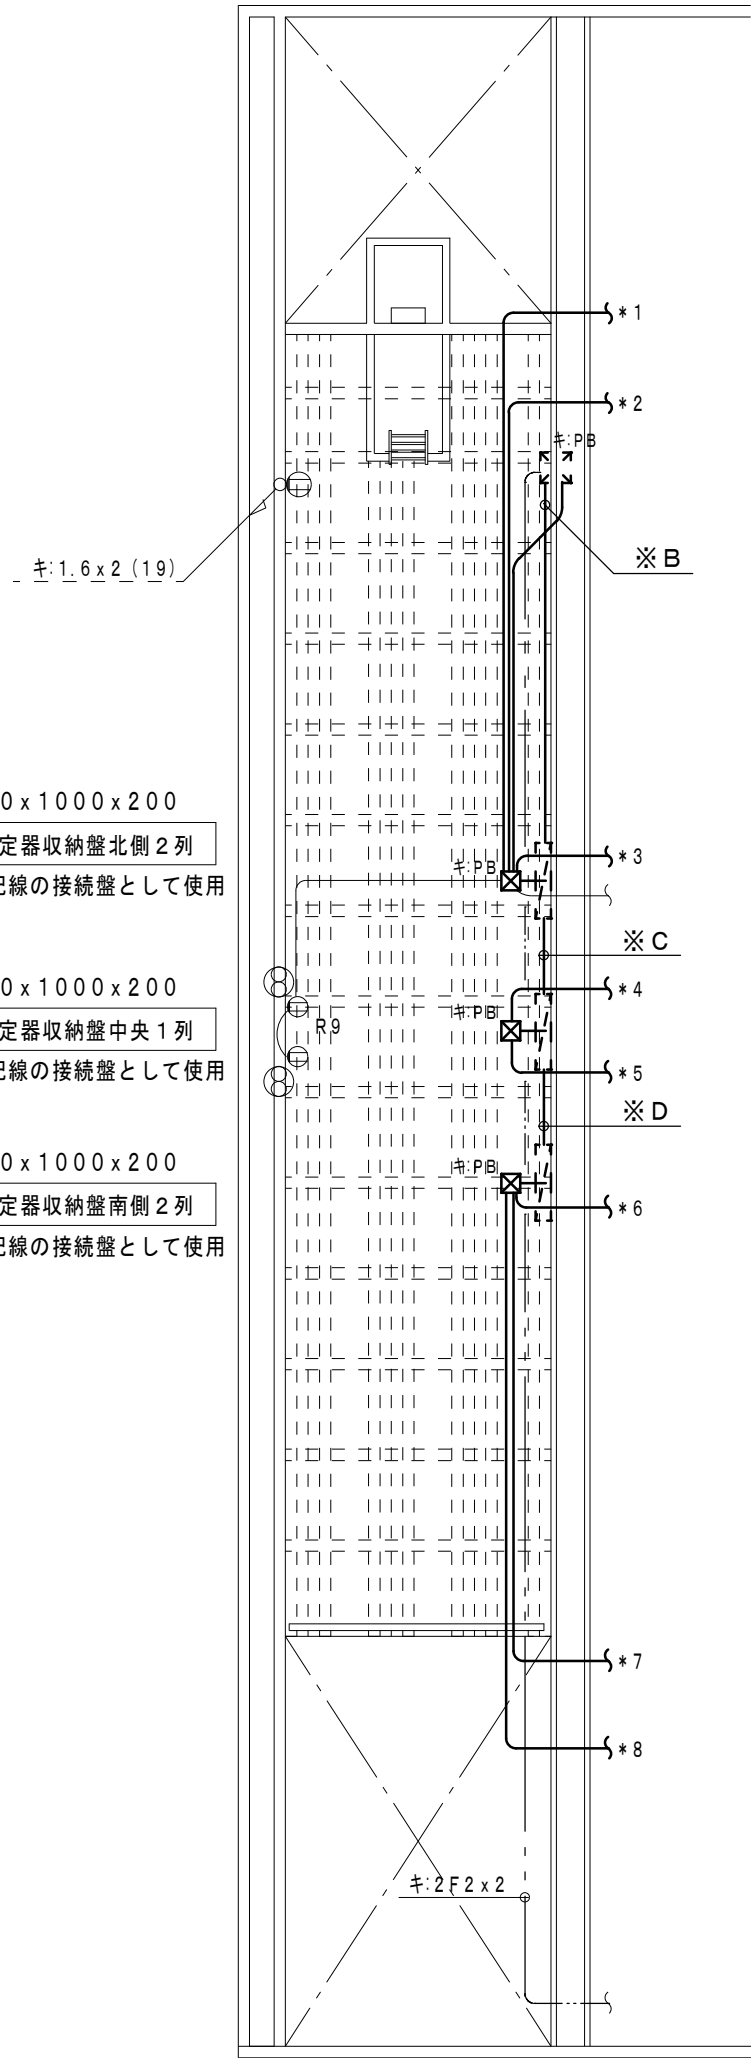 *1
*2
キ:PB
※B
キ:1.6x2(19)
0x1000x200
定器収納盤北側2列
配線の接続盤として使用
キ:PB
*3
※C
0x1000x200
定器収納盤中央1列
配線の接続盤として使用
キ:PB
R9
*4
*5
※D
0x1000x200
定器収納盤南側2列
配線の接続盤として使用
キ:PB
*6
*7
*8
キ:2F2x2